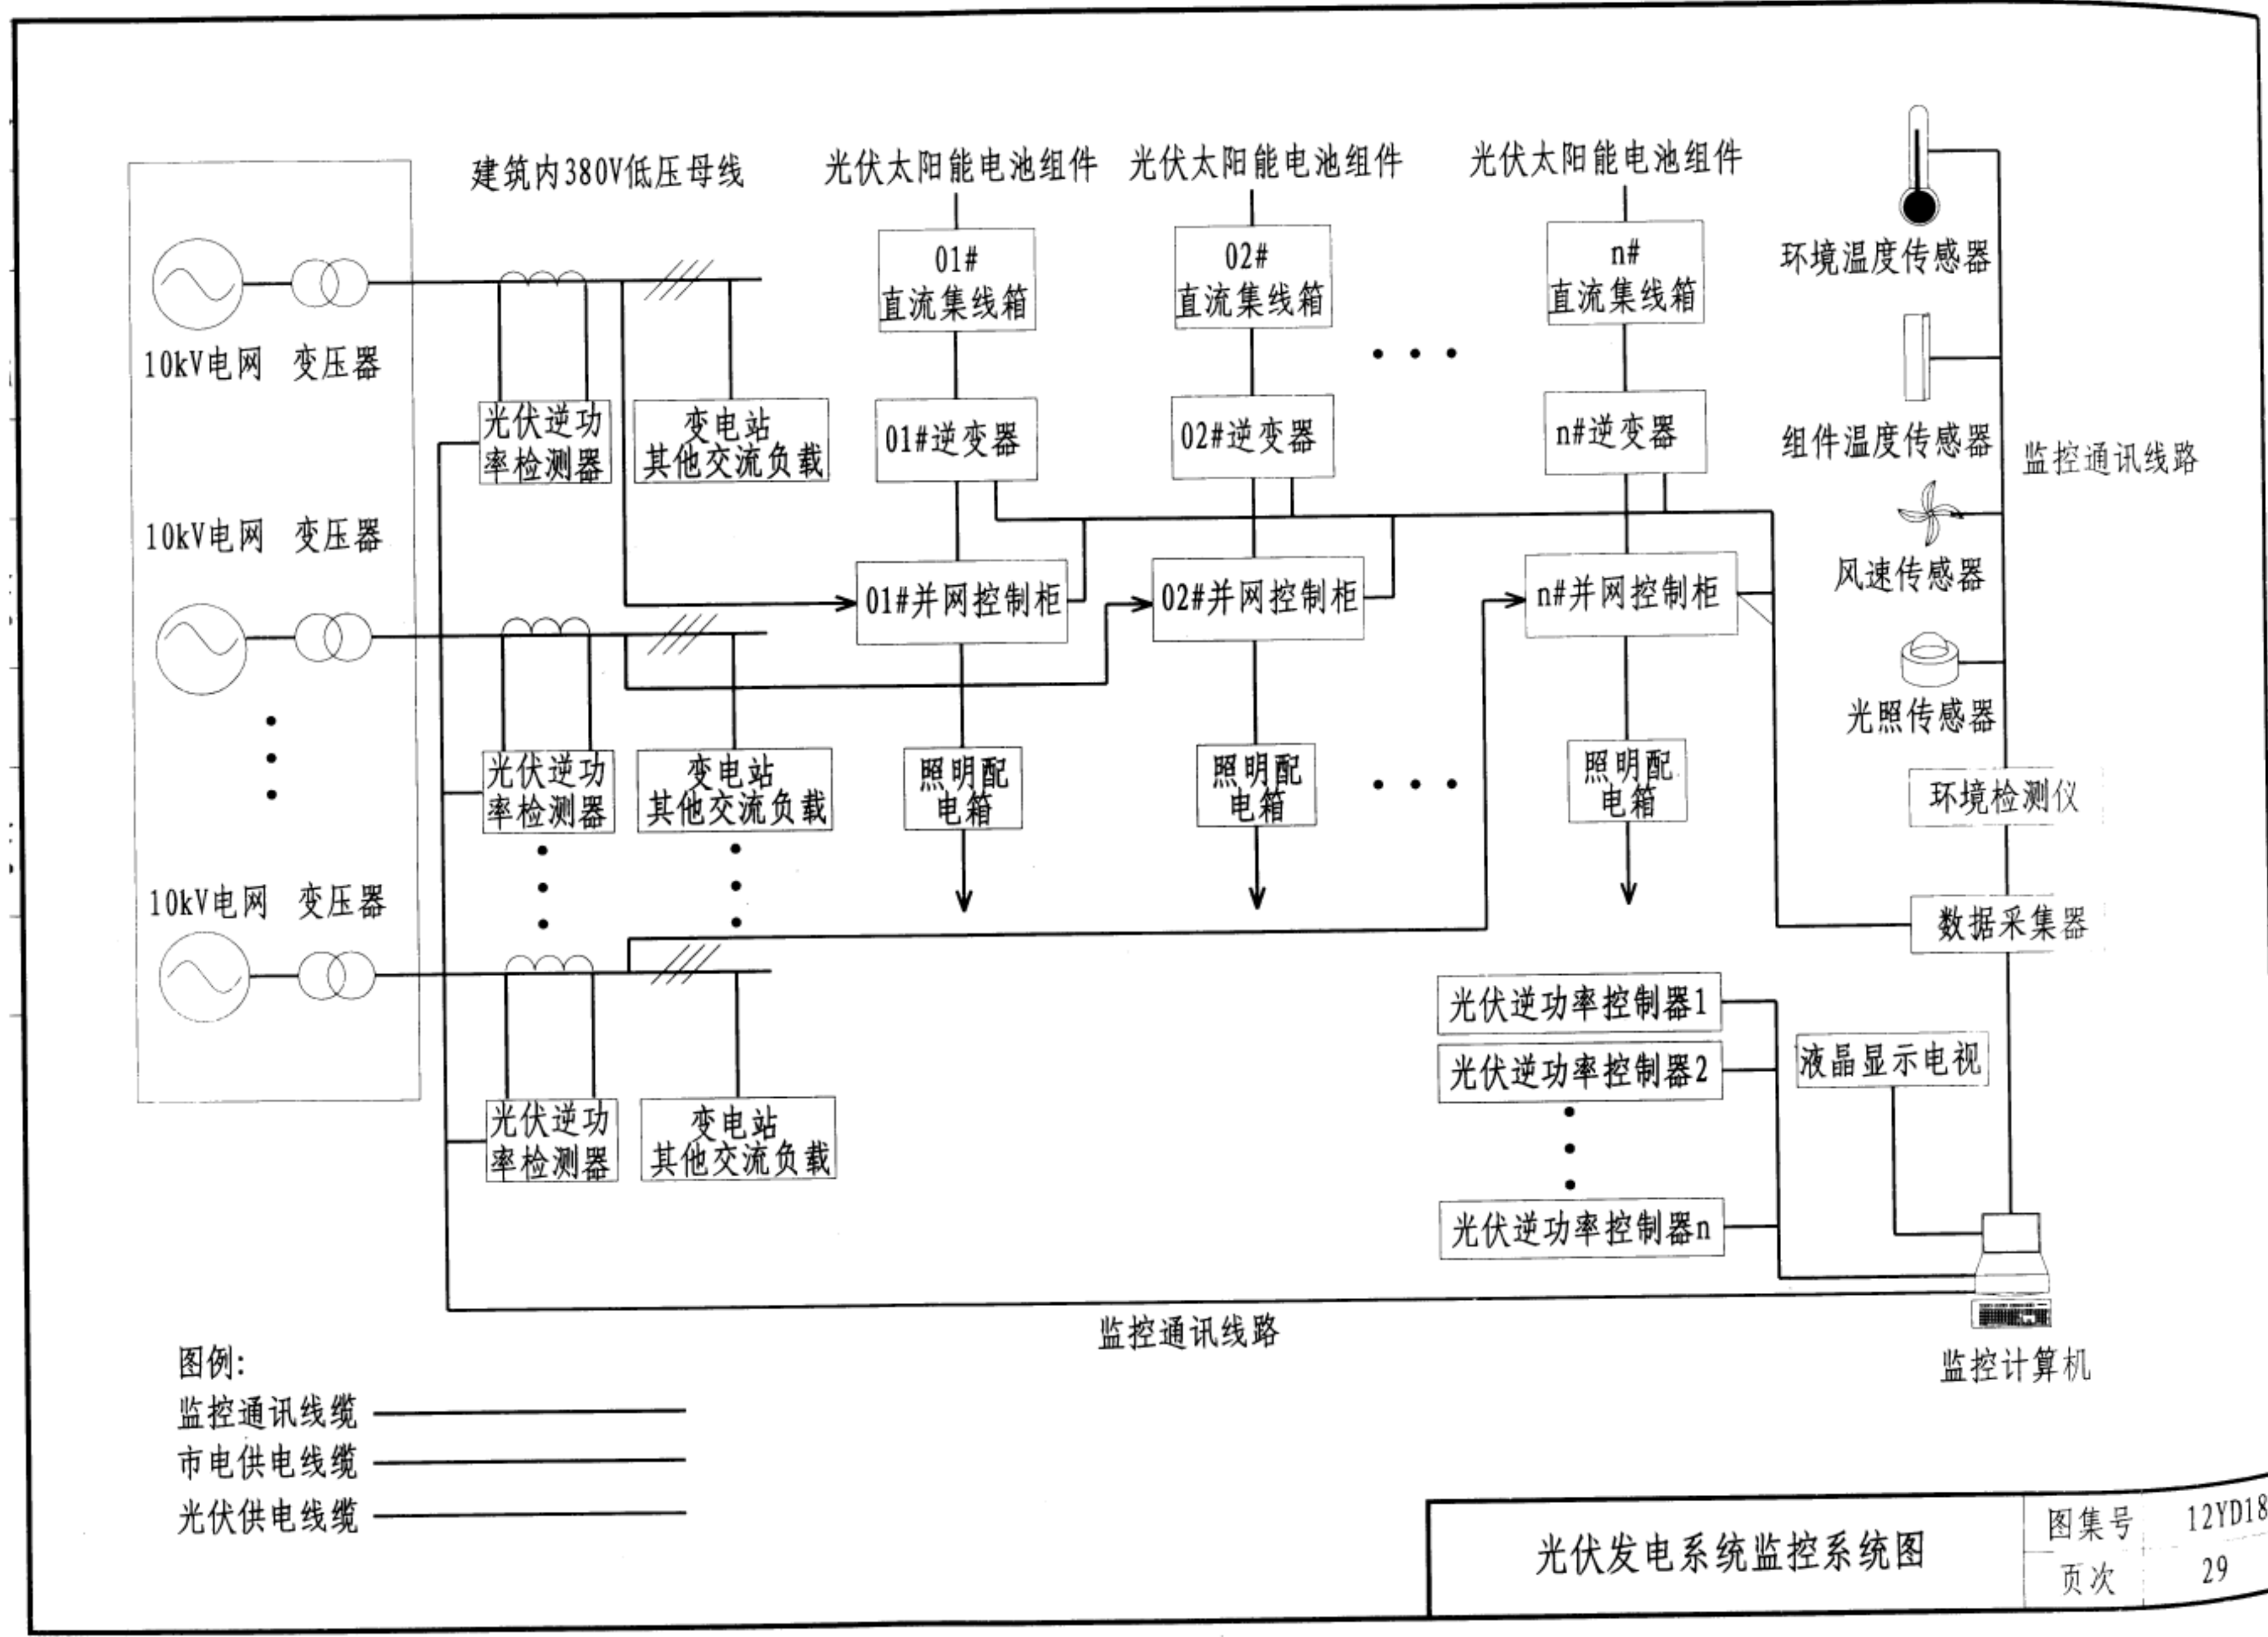 建筑内380V低压母线
光伏太阳能电池组件
光伏太阳能电池组件
光伏太阳能电池组件
01#
直流集线箱
02#
直流集线箱
n#
直流集线箱
环境温度传感器
10kV电网
变压器
光伏逆功
率检测器
变电站
其他交流负载
01#逆变器
02#逆变器
n#逆变器
组件温度传感器
监控通讯线路
10kV电网
变压器
01#并网控制柜
02#并网控制柜
n#并网控制柜
风速传感器
光照传感器
光伏逆功
率检测器
变电站
其他交流负载
照明配
电箱
照明配
电箱
照明配
电箱
环境检测仪
10kV电网
变压器
数据采集器
光伏逆功率控制器1
光伏逆功率控制器2
光伏逆功率控制器n
液晶显示电视
光伏逆功
率检测器
变电站
其他交流负载
监控通讯线路
监控计算机
图例:
监控通讯线缆
市电供电线缆
光伏供电线缆
光伏发电系统监控系统图
图集号
12YD18
页次
29